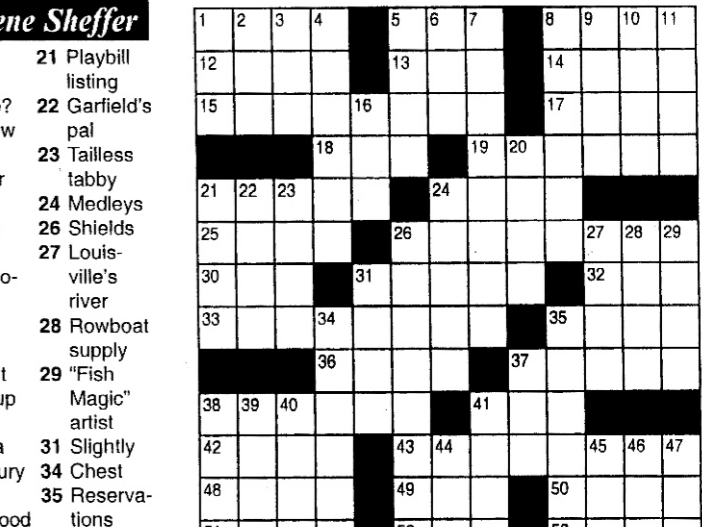 ne Sheffer
21 Playbill
listing
22 Garfield's
pal
23 Tailless
tabby
24 Medleys
26 Shields
27 Louis-
ville's
river
28 Rowboat
supply
29 "Fish
Magic"
artist
31 Slightly
34 Chest
35 Reserva-
tions
1 2 3 4 5 6 7 8 9 10 11
12 13 14
15 16 17
18 19 20
21 22 23 24
25 26 27 28 29
30 31 32
33 34 35
36 37
38 39 40 41
42 43 44 45 46 47
48 49 50